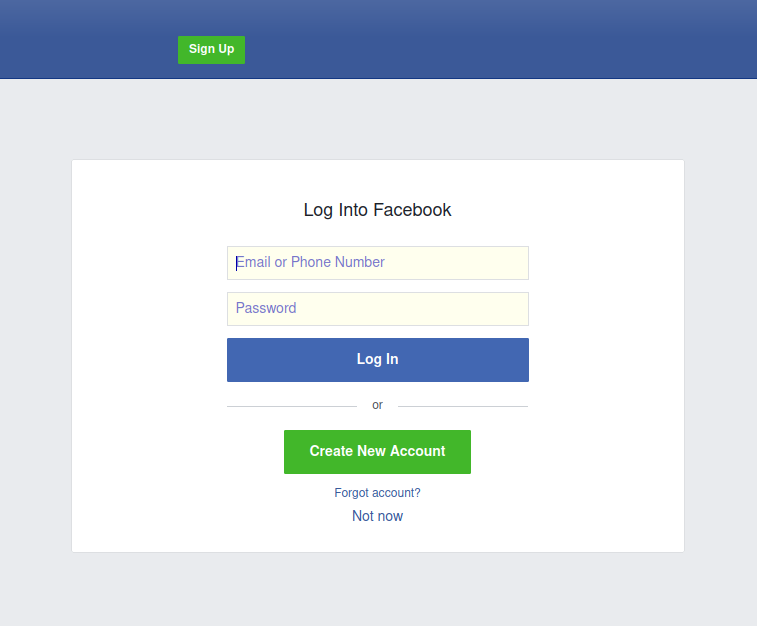 Sign Up
Log Into Facebook
Email or Phone Number
Password
Log In
or
Create New Account
Forgot account?
Not now